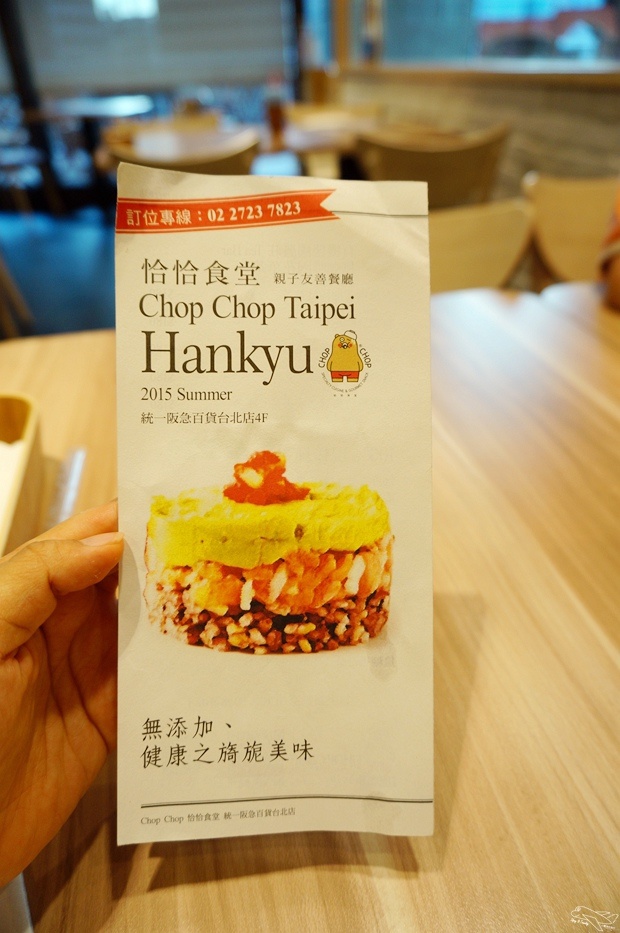 訂位專線：02 2723 7823
恰恰食堂 親子友善餐廳
Chop Chop Taipei
Hankyu
CHOP CHOP
2015 Summer
統一阪急百貨台北店4F
無添加、
健康之旖旎美味
Chop Chop 恰恰食堂 統一阪急百貨台北店